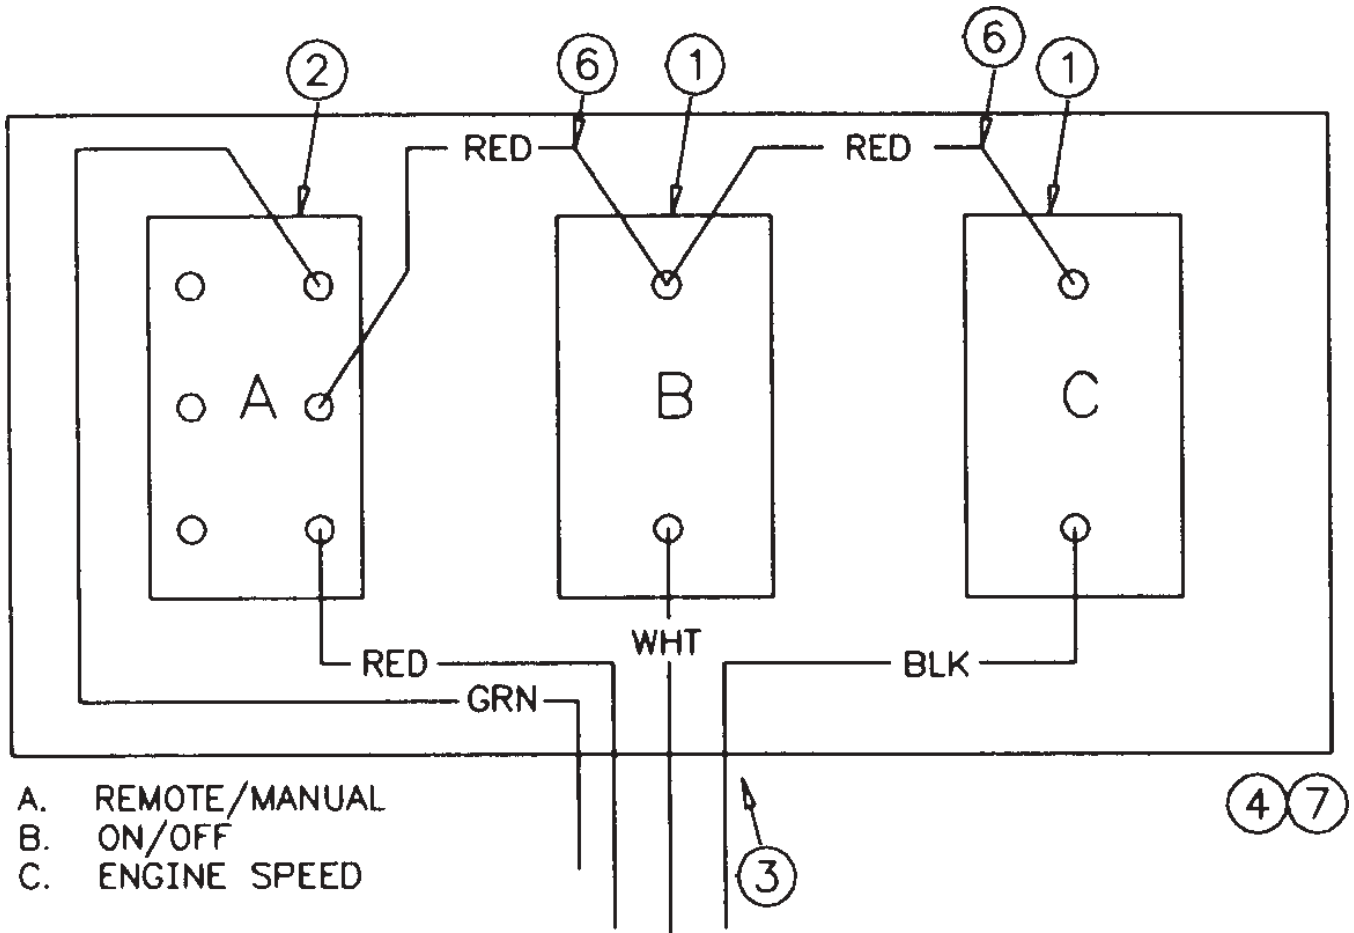 2
6
1
6
1
RED
RED
A
B
C
WHT
RED
BLK
GRN
A. REMOTE/MANUAL
B. ON/OFF
C. ENGINE SPEED
4 7
3